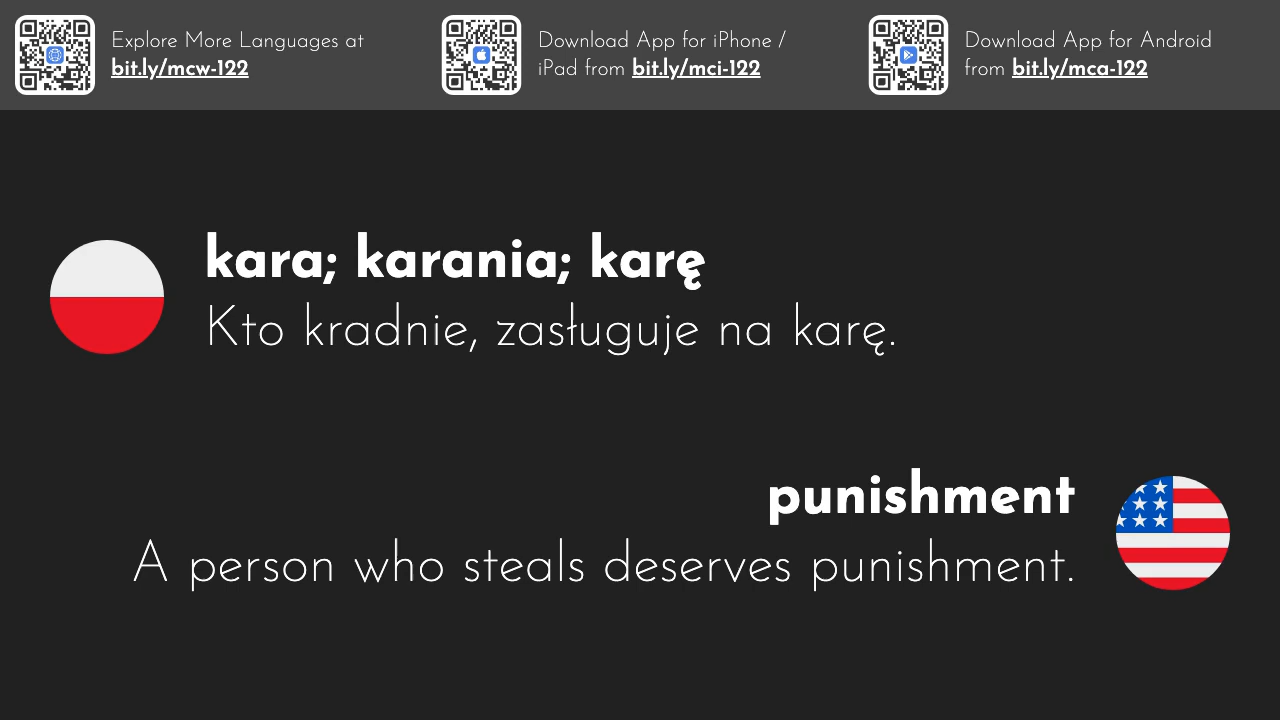 Explore More Languages at
bit.ly/mcw-122
Download App for iPhone /
iPad from bit.ly/mci-122
Download App for Android
from bit.ly/mca-122
kara; karania; karę
Kto kradnie, zasługuje na karę.
punishment
A person who steals deserves punishment.